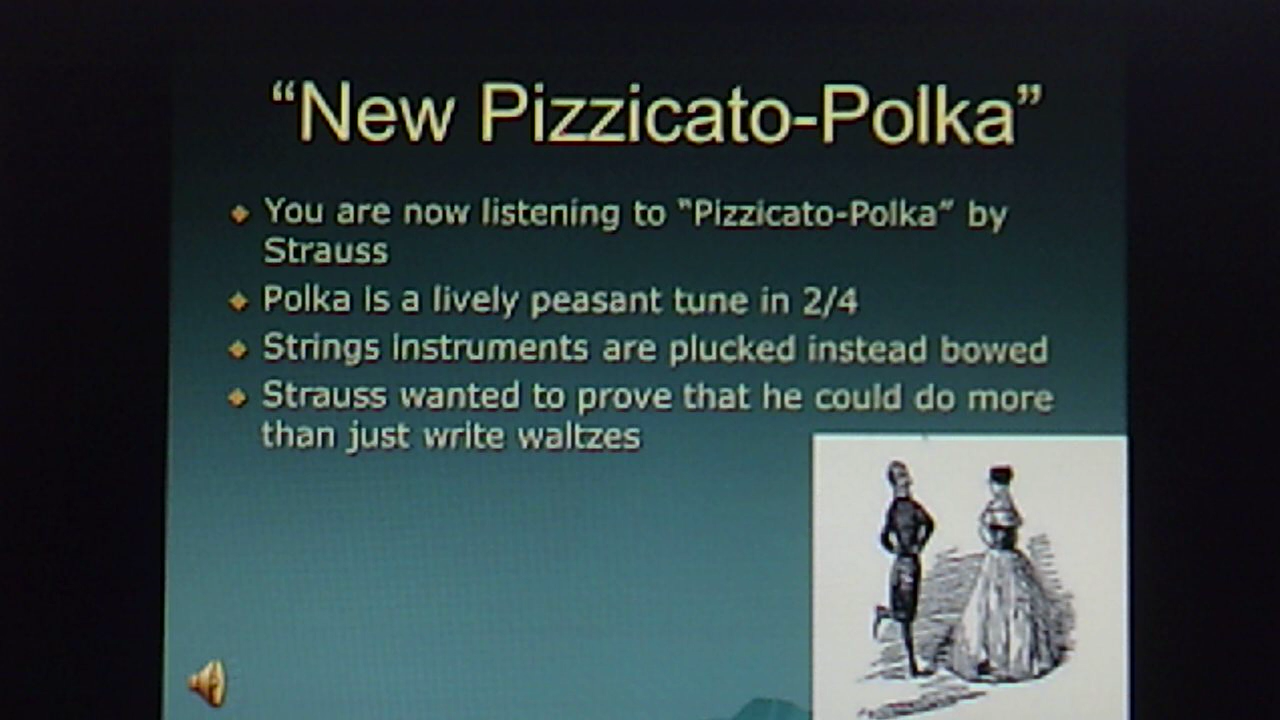 “New Pizzicato-Polka”
You are now listening to “Pizzicato-Polka” by
Strauss
Polka is a lively peasant tune in 2/4
Strings instruments are plucked instead bowed
Strauss wanted to prove that he could do more
than just write waltzes